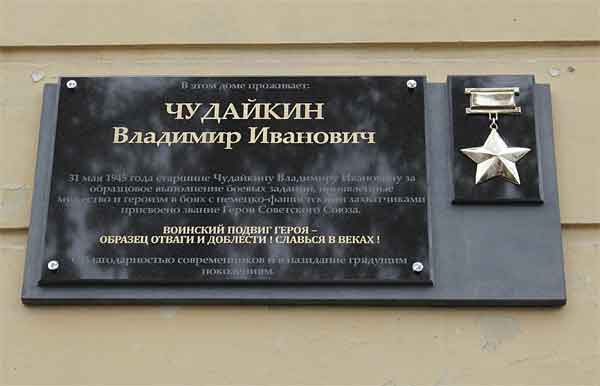 В этом доме проживает:
ЧУДАЙКИН
Владимир Иванович
31 мая 1945 года старшине Чудайкину Владимиру Ивановичу за
образцовое выполнение боевых заданий, проявленные
мужество и героизм в боях с немецко-фашистскими захватчиками
присвоено звание Героя Советского Союза.
ВОИНСКИЙ ПОДВИГ ГЕРОЯ –
ОБРАЗЕЦ ОТВАГИ И ДОБЛЕСТИ ! СЛАВЬСЯ В ВЕКАХ !
С благодарностью современников и в назидание грядущим
поколениям.